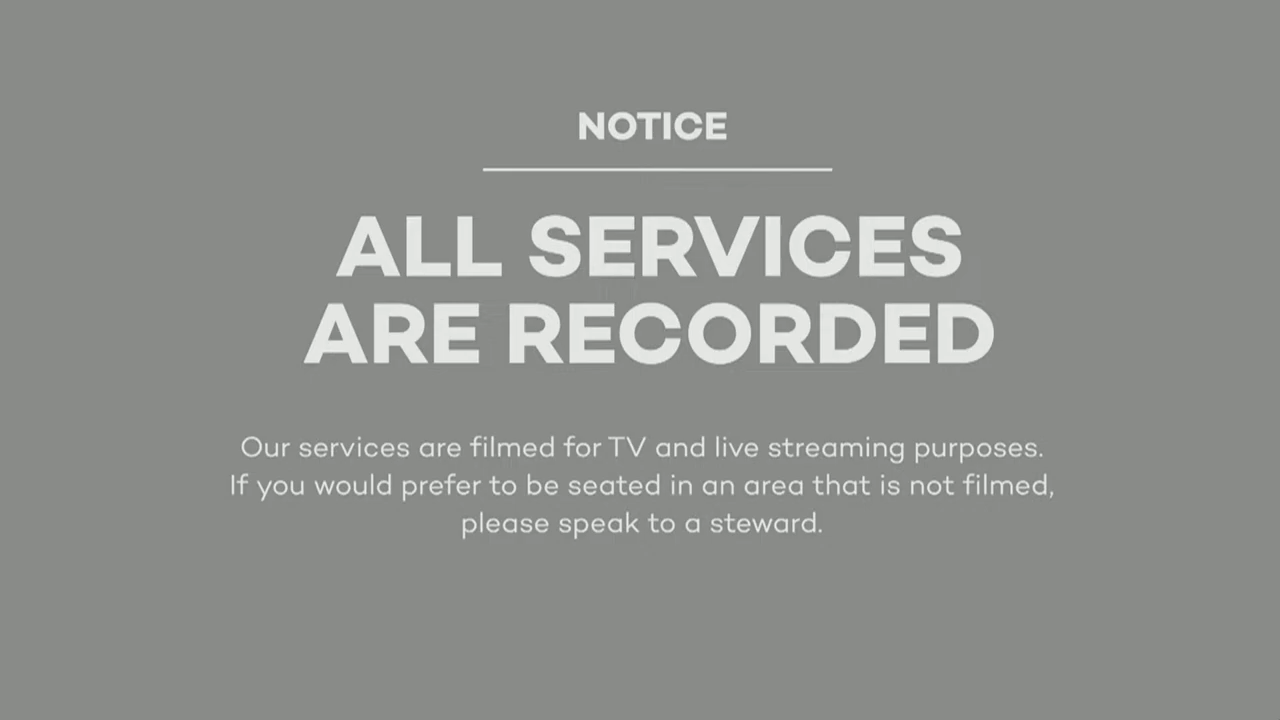 NOTICE
ALL SERVICES
ARE RECORDED
Our services are filmed for TV and live streaming purposes.
If you would prefer to be seated in an area that is not filmed,
please speak to a steward.